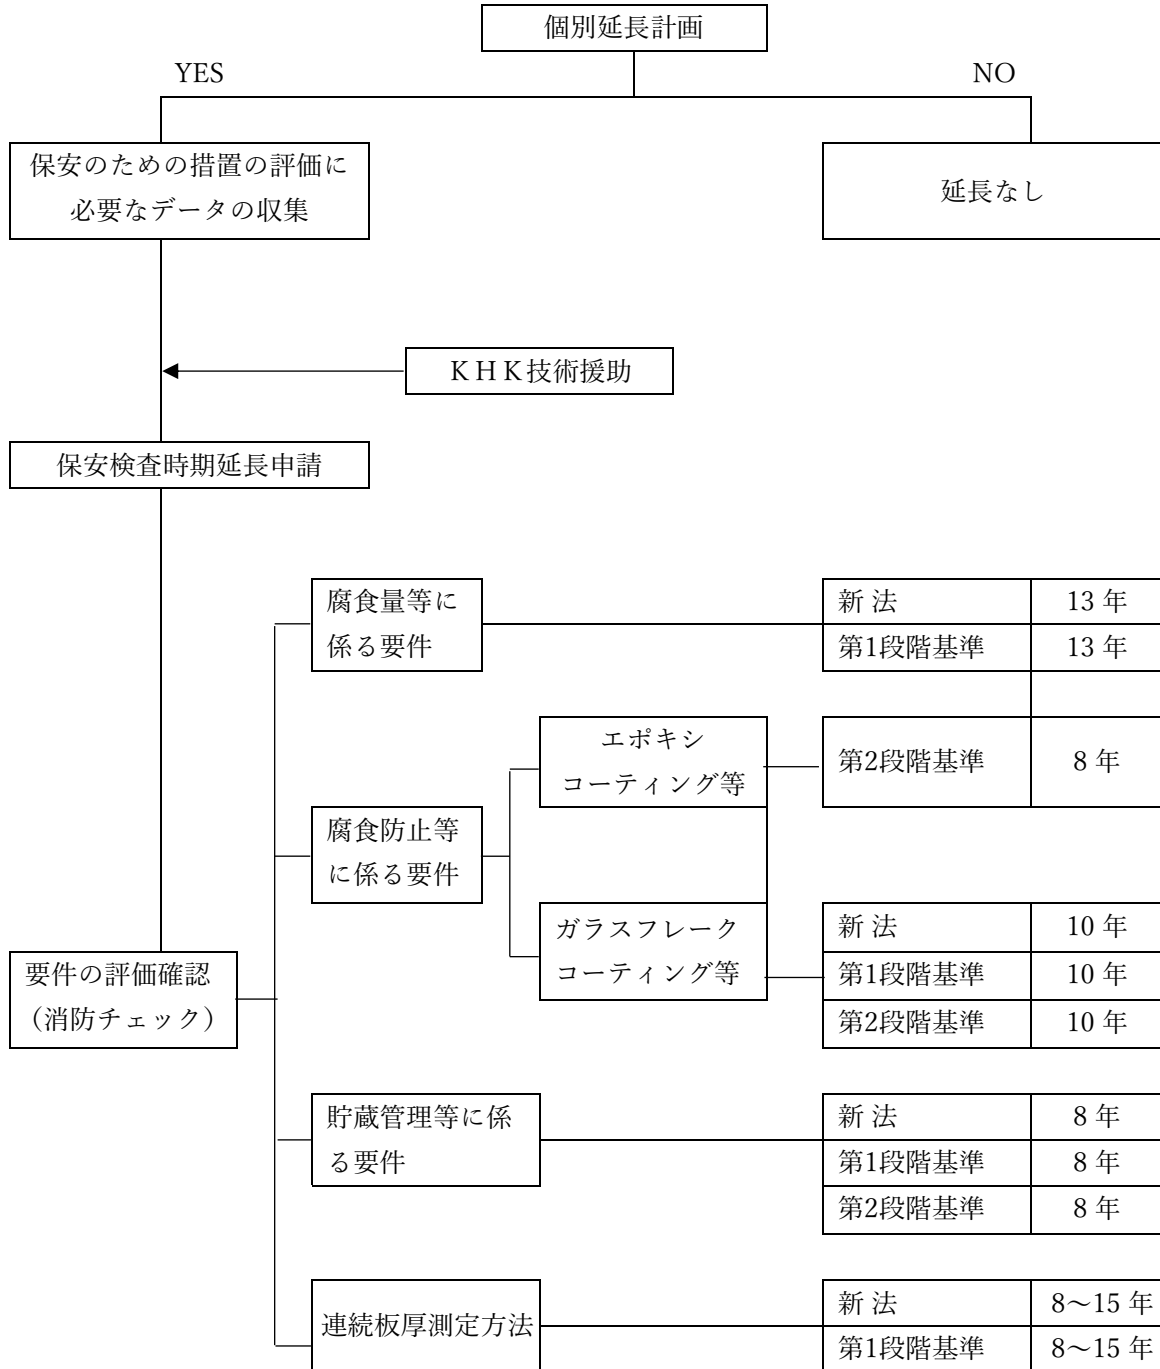 個別延長計画
YES
NO
保安のための措置の評価に
必要なデータの収集
延長なし
ＫＨＫ技術援助
保安検査時期延長申請
腐食量等に
係る要件
新 法
13 年
第1段階基準
13 年
エポキシ
コーティング等
第2段階基準
8 年
腐食防止等
に係る要件
ガラスフレーク
コーティング等
新 法
10 年
第1段階基準
10 年
第2段階基準
10 年
要件の評価確認
（消防チェック）
貯蔵管理等に係
る要件
新 法
8 年
第1段階基準
8 年
第2段階基準
8 年
連続板厚測定方法
新 法
8～15 年
第1段階基準
8～15 年